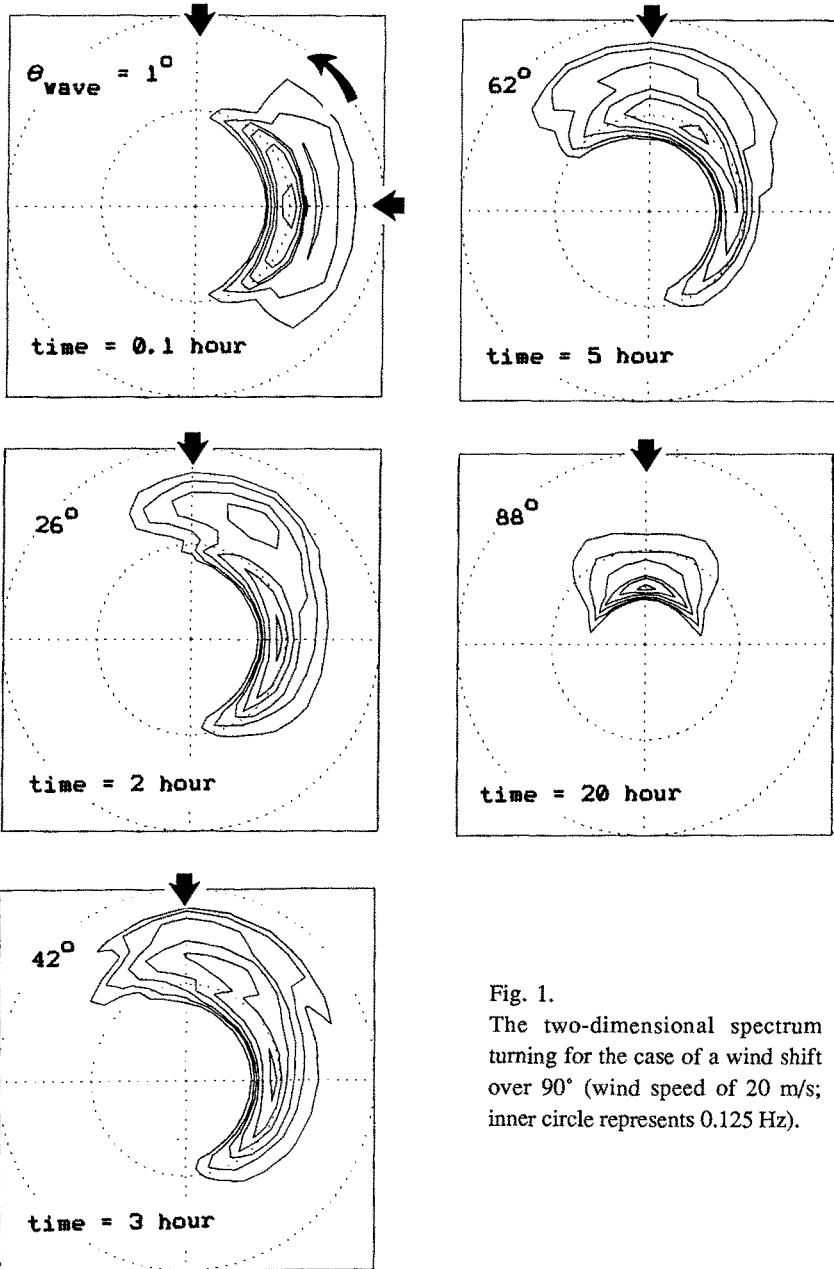 θwave = 1°
time = 0.1 hour
62°
time = 5 hour
26°
time = 2 hour
88°
time = 20 hour
42°
time = 3 hour
Fig. 1.
The two-dimensional spectrum
turning for the case of a wind shift
over 90° (wind speed of 20 m/s;
inner circle represents 0.125 Hz).